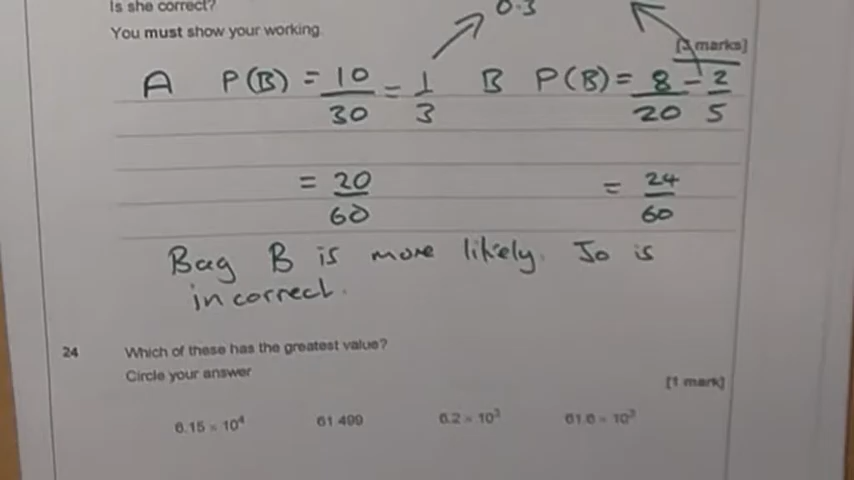 Is she correct?
0.3
You must show your working.
[3 marks]
A P(B) = 10/30 = 1/3 B P(B) = 8/20 - 2/5
= 20/60 = 24/60
Bag B is more likely. Jo is
incorrect.
24 Which of these has the greatest value?
Circle your answer
[1 mark]
6.15 × 10⁴ 61 499 6.2 × 10³ 61.6 × 10³